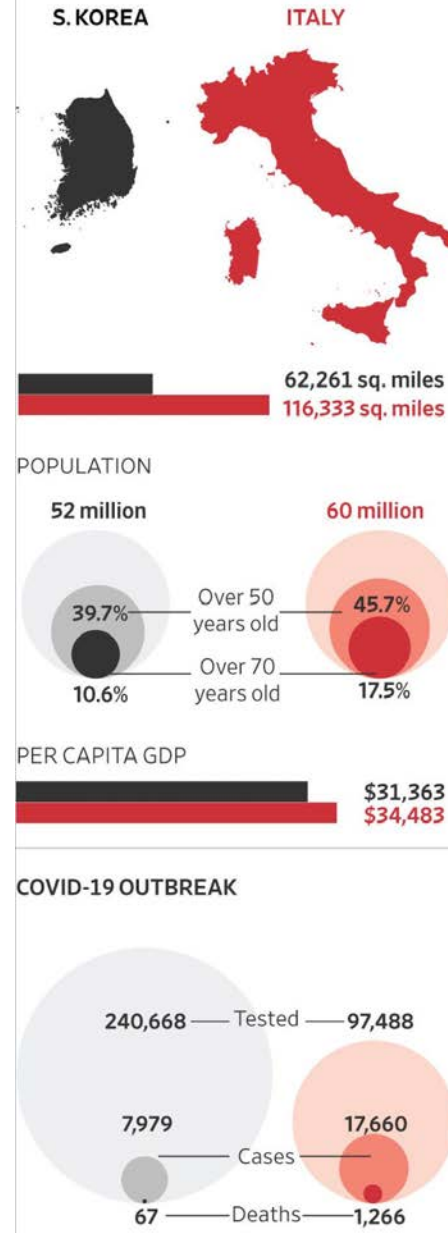 S. KOREA
ITALY
62,261 sq. miles
116,333 sq. miles
POPULATION
52 million
60 million
39.7%
Over 50
years old
45.7%
10.6%
Over 70
years old
17.5%
PER CAPITA GDP
$31,363
$34,483
COVID-19 OUTBREAK
240,668
Tested
97,488
7,979
Cases
17,660
67
Deaths
1,266